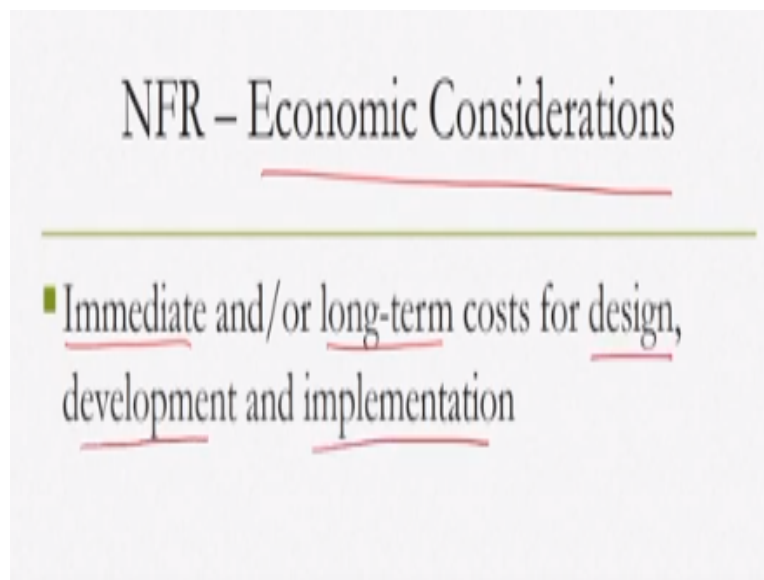 NFR – Economic Considerations
Immediate and/or long-term costs for design,
development and implementation